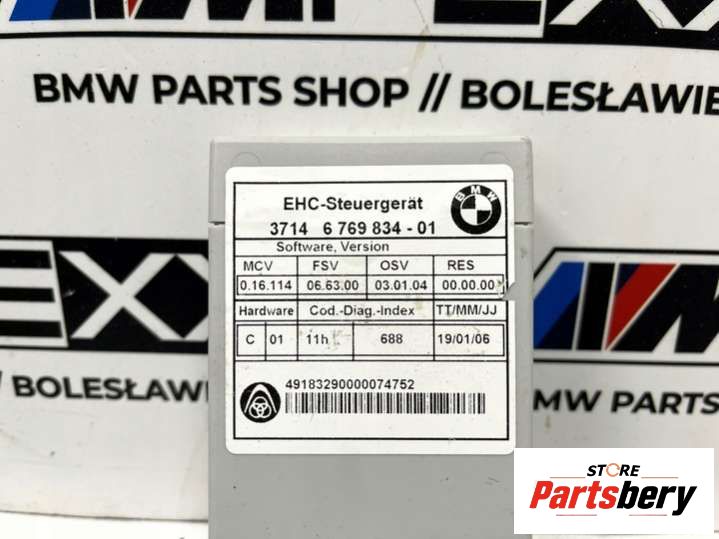 BMW PARTS SHOP // BOLESŁAWIE
EHC-Steuergerät
BMW
3714 6 769 834 - 01
Software, Version
MCV FSV OSV RES
0.16.114 06.63.00 03.01.04 00.00.00
Hardware Cod.-Diag.-Index TT/MM/JJ
C 01 11h 688 19/01/06
49183290000074752
BOLESŁAWIE
BMW PARTS
STORE
Partsbery